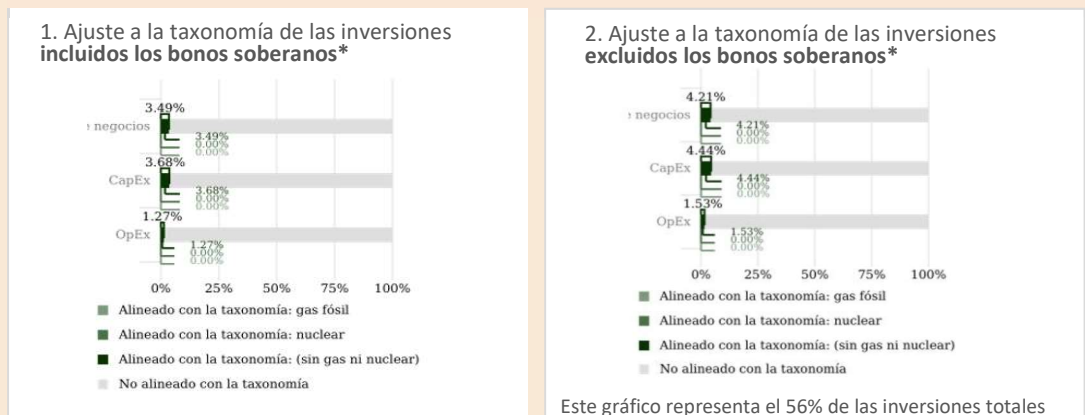 1. Ajuste a la taxonomía de las inversiones
incluidos los bonos soberanos*
3.49%
negocios
3.49%
0.00%
0.00%
3.68%
CapEx
3.68%
0.00%
0.00%
1.27%
OpEx
1.27%
0.00%
0.00%
0% 25% 50% 75% 100%
Alineado con la taxonomía: gas fósil
Alineado con la taxonomía: nuclear
Alineado con la taxonomía: (sin gas ni nuclear)
No alineado con la taxonomía
2. Ajuste a la taxonomía de las inversiones
excluidos los bonos soberanos*
4.21%
negocios
4.21%
0.00%
0.00%
4.44%
CapEx
4.44%
0.00%
0.00%
1.53%
OpEx
1.53%
0.00%
0.00%
0% 25% 50% 75% 100%
Alineado con la taxonomía: gas fósil
Alineado con la taxonomía: nuclear
Alineado con la taxonomía: (sin gas ni nuclear)
No alineado con la taxonomía
Este gráfico representa el 56% de las inversiones totales